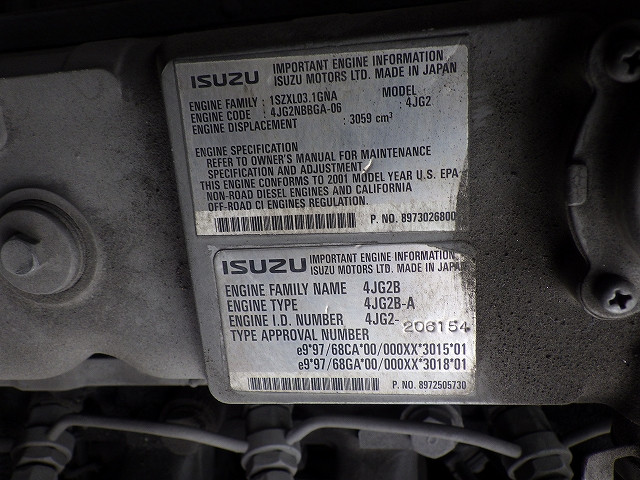 ISUZU IMPORTANT ENGINE INFORMATION
ISUZU MOTORS LTD. MADE IN JAPAN
ENGINE FAMILY : 1SZXL03.1GNA MODEL
ENGINE CODE : 4JG2NBBGA-06 : 4JG2
ENGINE DISPLACEMENT : 3059 cm³
ENGINE SPECIFICATION
REFER TO OWNER'S MANUAL FOR MAINTENANCE
SPECIFICATION AND ADJUSTMENT.
THIS ENGINE CONFORMS TO 2001 MODEL YEAR U.S. EPA
NON-ROAD DIESEL ENGINES AND CALIFORNIA
OFF-ROAD CI ENGINES REGULATION.
P. NO. 8973026800
ISUZU IMPORTANT ENGINE INFORMATION
ISUZU MOTORS LTD. MADE IN JAPAN
ENGINE FAMILY NAME 4JG2B
ENGINE TYPE 4JG2B-A
ENGINE I.D. NUMBER 4JG2- 206154
TYPE APPROVAL NUMBER
e9*97/68CA*00/000XX*3015*01
e9*97/68GA*00/000XX*3018*01
P. NO. 8972505730